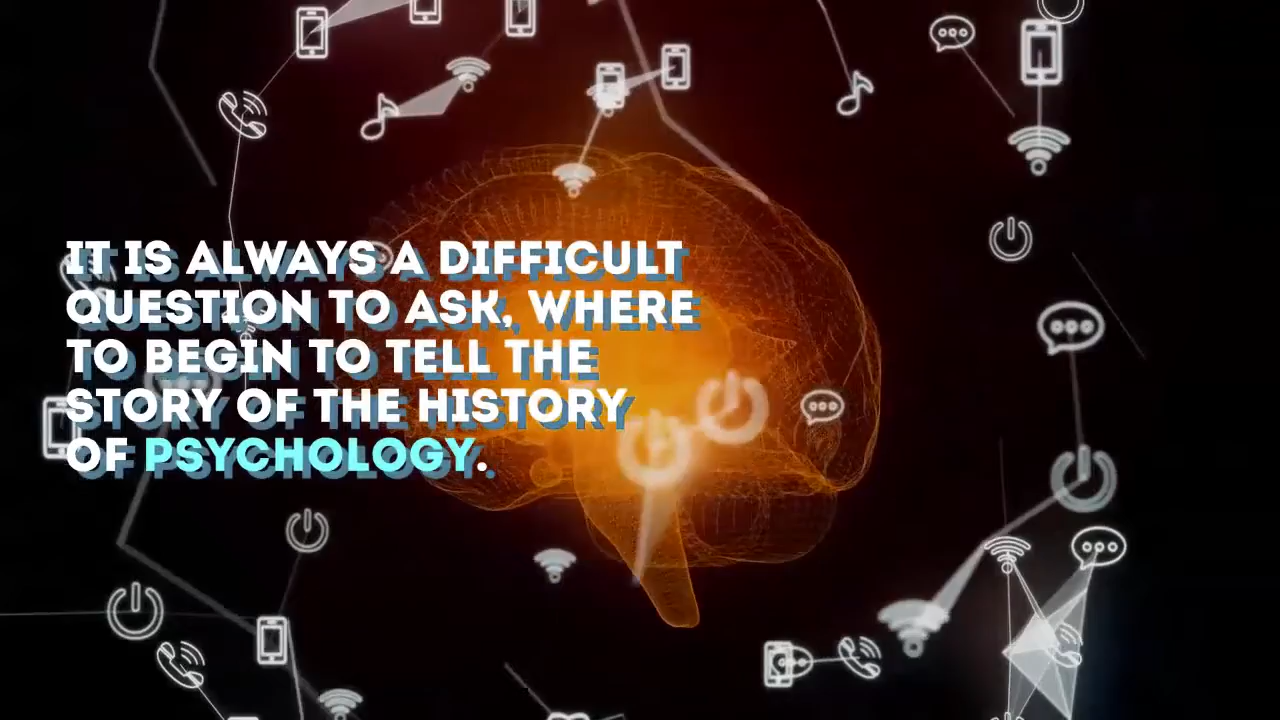 IT IS ALWAYS A DIFFICULT
QUESTION TO ASK, WHERE
TO BEGIN TO TELL THE
STORY OF THE HISTORY
OF PSYCHOLOGY.